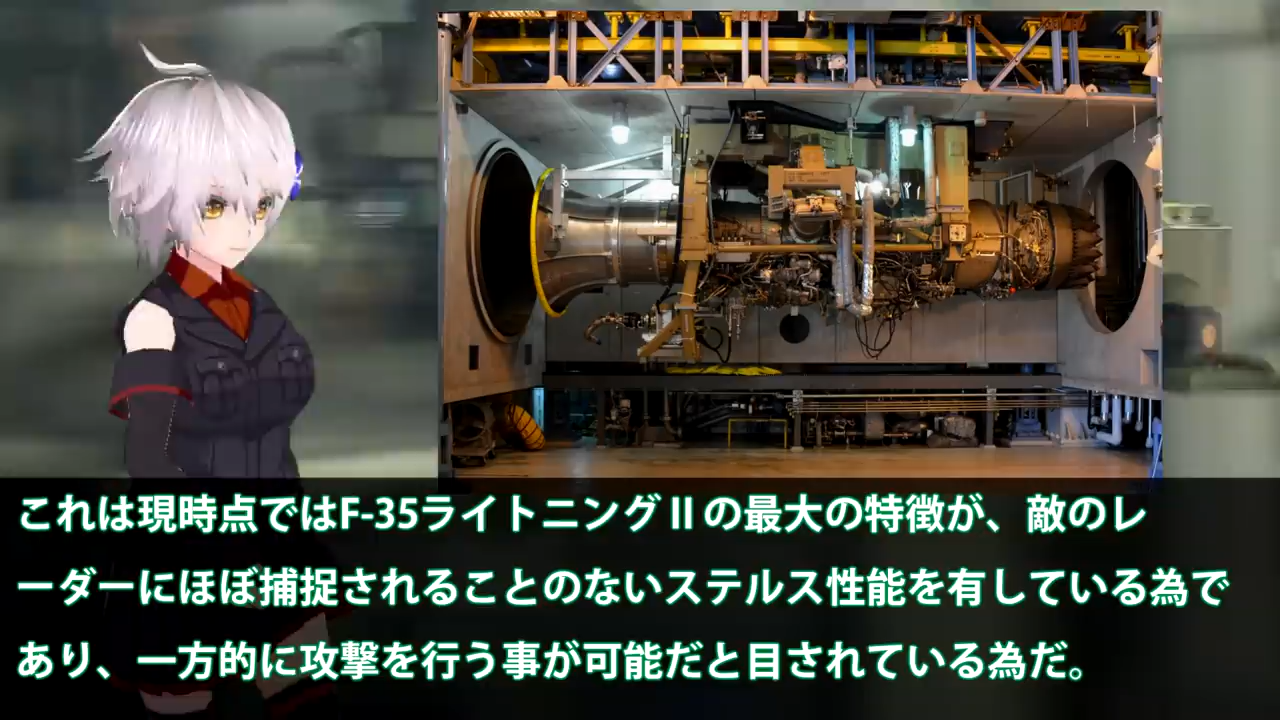 これは現時点ではF-35ライトニングⅡの最大の特徴が、敵のレ
ーダーにほぼ捕捉されることのないステルス性能を有している為で
あり、一方的に攻撃を行う事が可能だと目されている為だ。